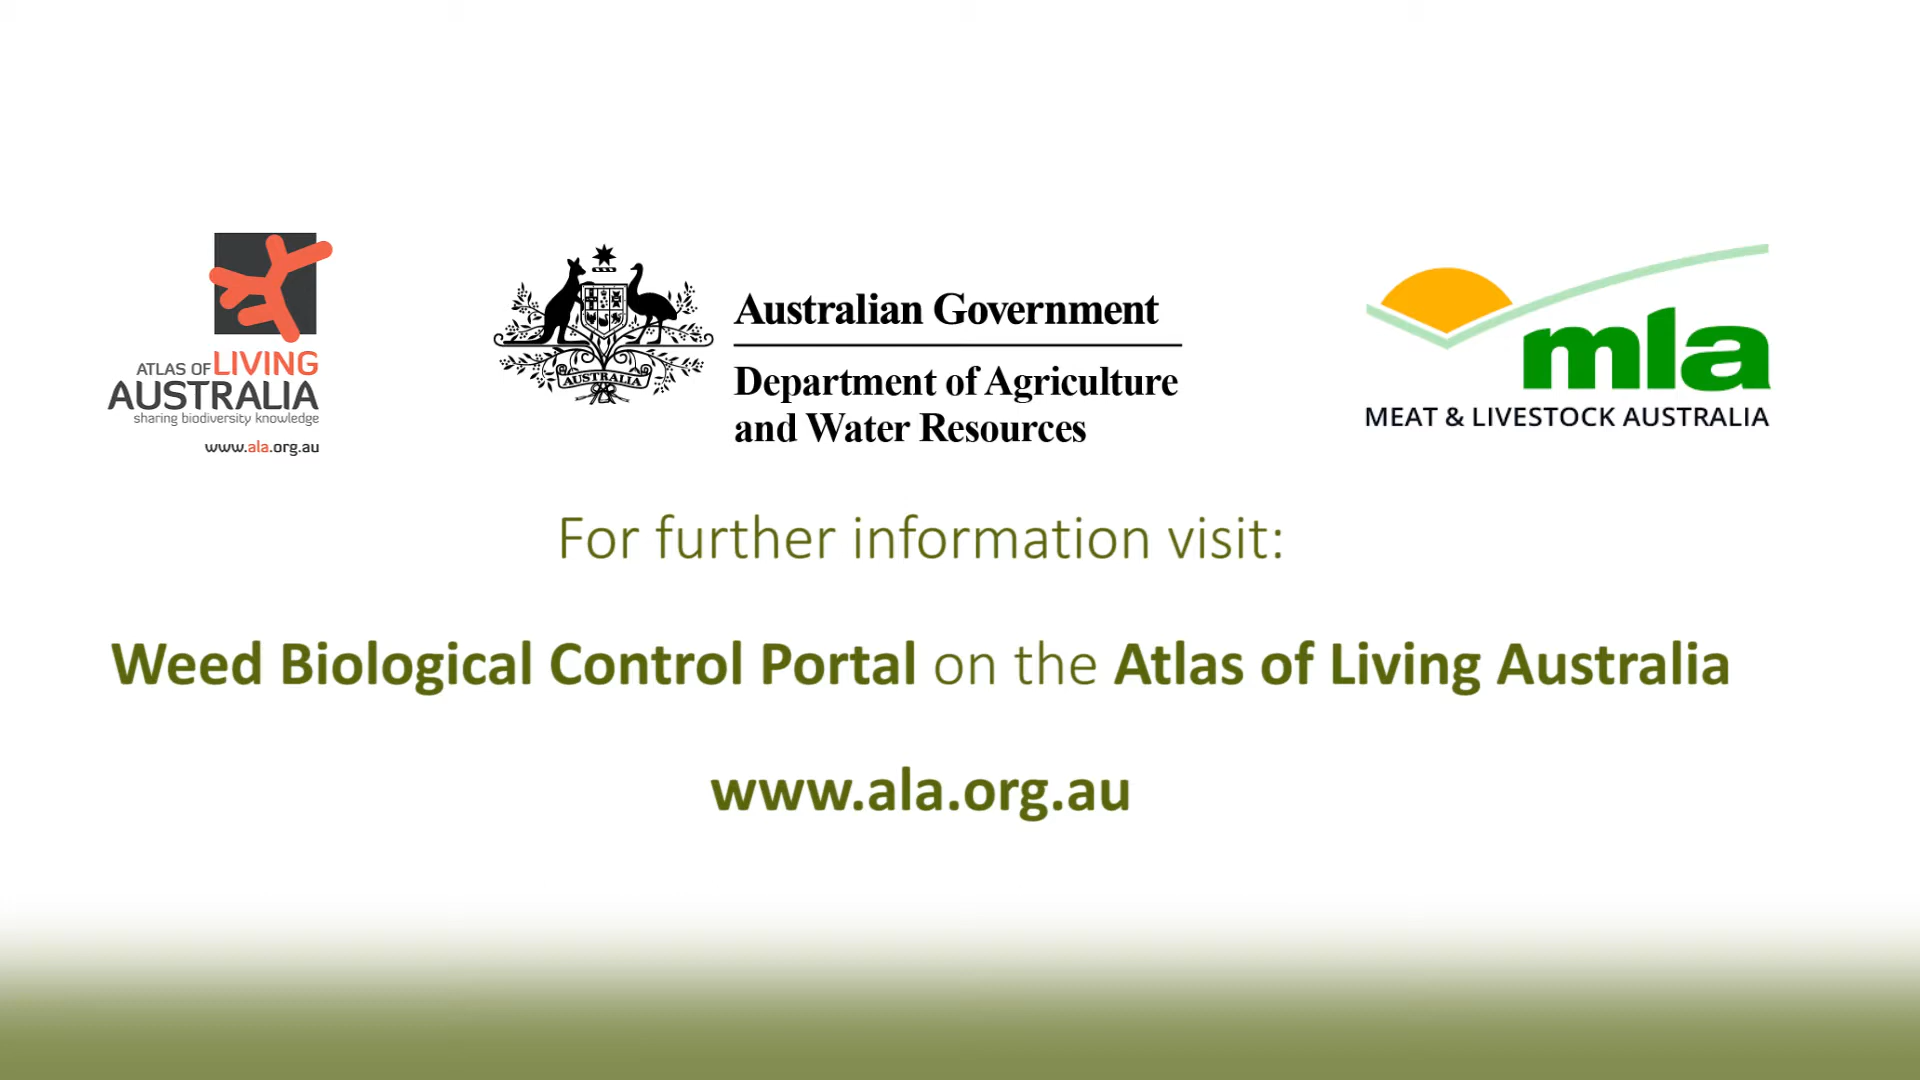 ATLAS OF LIVING
AUSTRALIA
sharing biodiversity knowledge
www.ala.org.au
AUSTRALIA
Australian Government
Department of Agriculture
and Water Resources
mla
MEAT & LIVESTOCK AUSTRALIA
For further information visit:
Weed Biological Control Portal on the Atlas of Living Australia
www.ala.org.au